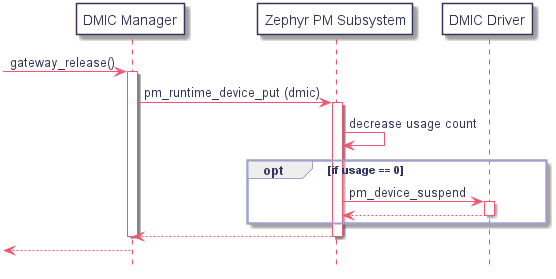 DMIC Manager
Zephyr PM Subsystem
DMIC Driver
gateway_release()
pm_runtime_device_put (dmic)
decrease usage count
opt
[if usage == 0]
pm_device_suspend